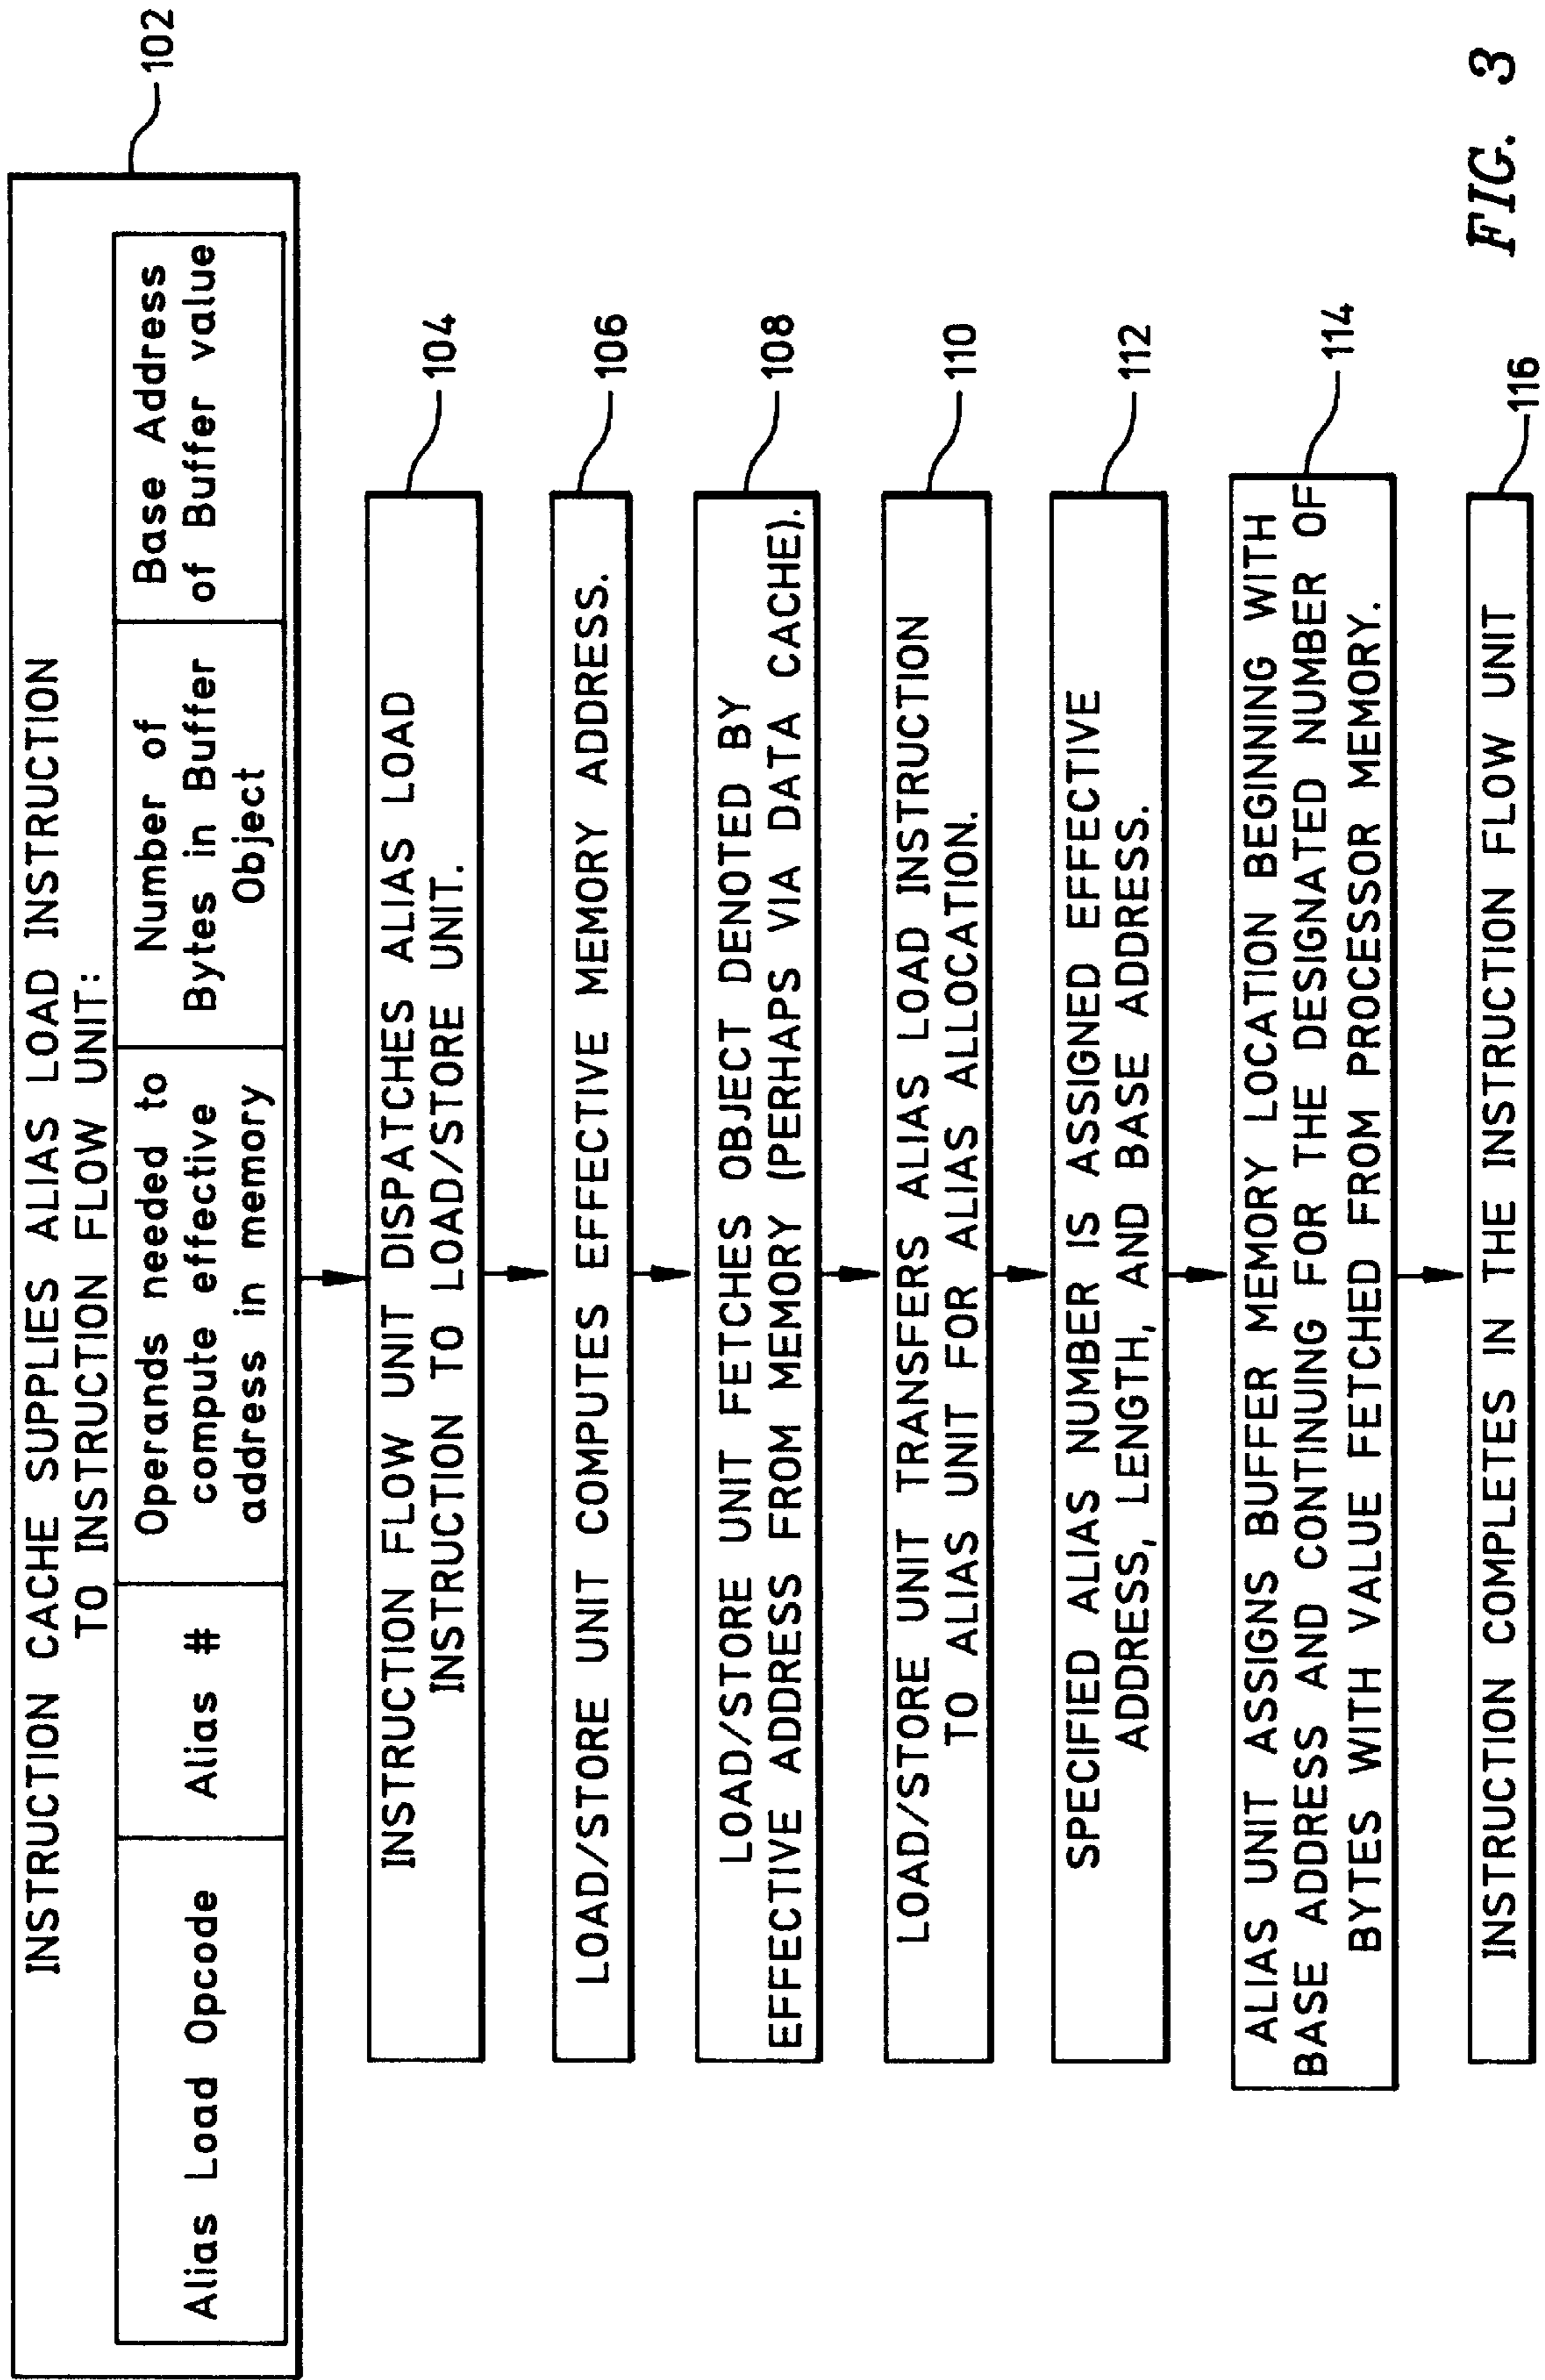 INSTRUCTION CACHE SUPPLIES ALIAS LOAD INSTRUCTION
TO INSTRUCTION FLOW UNIT:
Alias Load Opcode
Alias #
Operands needed to
compute effective
address in memory
Number of
Bytes in Buffer
Object
Base Address
of Buffer value
102
INSTRUCTION FLOW UNIT DISPATCHES ALIAS LOAD
INSTRUCTION TO LOAD/STORE UNIT.
104
LOAD/STORE UNIT COMPUTES EFFECTIVE MEMORY ADDRESS.
106
LOAD/STORE UNIT FETCHES OBJECT DENOTED BY
EFFECTIVE ADDRESS FROM MEMORY (PERHAPS VIA DATA CACHE).
108
LOAD/STORE UNIT TRANSFERS ALIAS LOAD INSTRUCTION
TO ALIAS UNIT FOR ALIAS ALLOCATION.
110
SPECIFIED ALIAS NUMBER IS ASSIGNED EFFECTIVE
ADDRESS, LENGTH, AND BASE ADDRESS.
112
ALIAS UNIT ASSIGNS BUFFER MEMORY LOCATION BEGINNING WITH
BASE ADDRESS AND CONTINUING FOR THE DESIGNATED NUMBER OF
BYTES WITH VALUE FETCHED FROM PROCESSOR MEMORY.
114
INSTRUCTION COMPLETES IN THE INSTRUCTION FLOW UNIT
116
FIG. 3